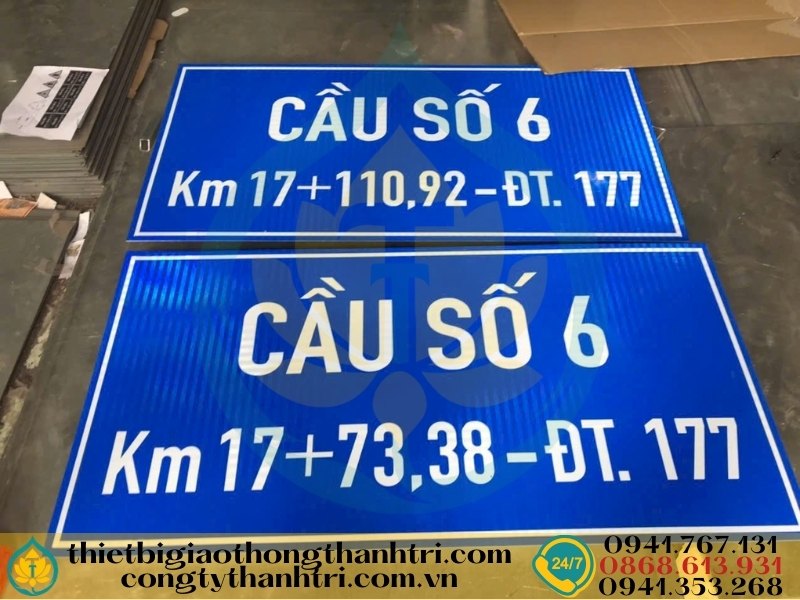 CẦU SỐ 6
Km 17+110,92-ĐT. 177
CẦU SỐ 6
Km 17+73,38-ĐT. 177
thietbigiaothongthanhtri.com
congtythanhtri.com.vn
24/7
0941.767.131
0868.613.931
0941.353.268